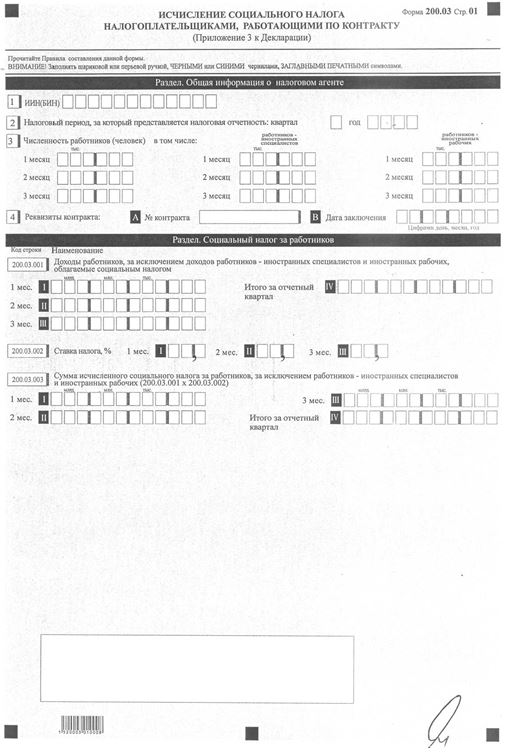 ИСЧИСЛЕНИЕ СОЦИАЛЬНОГО НАЛОГА
НАЛОГОПЛАТЕЛЬЩИКАМИ, РАБОТАЮЩИМИ ПО КОНТРАКТУ
(Приложение 3 к Декларации)
Форма 200.03 Стр. 01
Прочитайте Правила составления данной формы.
ВНИМАНИЕ! Заполнять шариковой или перьевой ручкой, ЧЕРНЫМИ или СИНИМИ чернилами, ЗАГЛАВНЫМИ ПЕЧАТНЫМИ символами.
Раздел. Общая информация о налоговом агенте
1 ИИН(БИН)
2 Налоговый период, за который представляется налоговая отчетность: квартал год
3 Численность работников (человек) в том числе:
работников - иностранных специалистов
работников - иностранных рабочих
тыс. тыс. тыс.
1 месяц 1 месяц 1 месяц
2 месяц 2 месяц 2 месяц
3 месяц 3 месяц 3 месяц
4 Реквизиты контракта: A № контракта B Дата заключения
Цифрами день, месяц, год
Раздел. Социальный налог за работников
Код строки Наименование
200.03.001 Доходы работников, за исключением доходов работников - иностранных специалистов и иностранных рабочих,
облагаемые социальным налогом
млрд. млн. тыс. млрд. млн. тыс.
1 мес. I Итого за отчетный квартал IV
2 мес. II
3 мес. III
200.03.002 Ставка налога, % 1 мес. I , 2 мес. II , 3 мес. III ,
200.03.003 Сумма исчисленного социального налога за работников, за исключением работников - иностранных специалистов
и иностранных рабочих (200.03.001 x 200.03.002)
млрд. млн. тыс. млрд. млн. тыс.
1 мес. I 3 мес. III
2 мес. II Итого за отчетный квартал IV